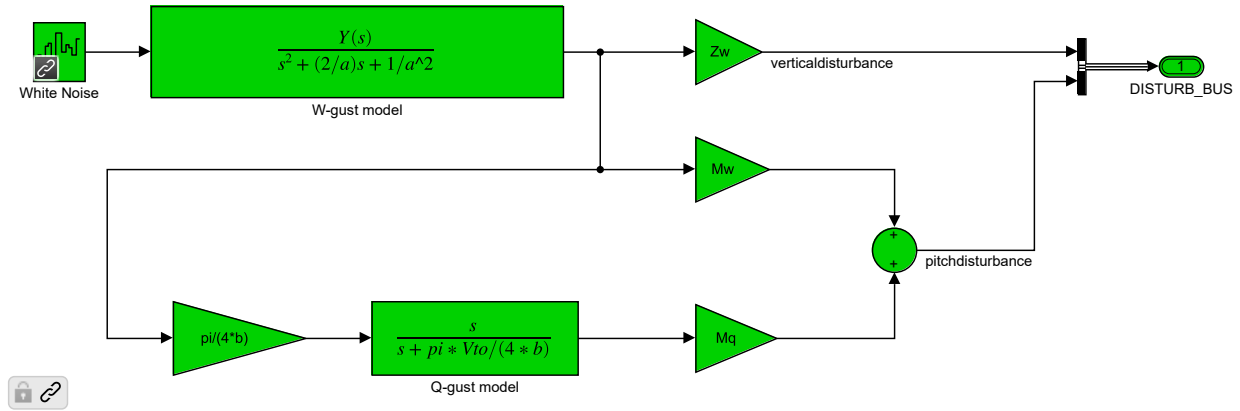 White Noise
Y(s)
s² + (2/a)s + 1/a^2
W-gust model
Zw
verticaldisturbance
1
DISTURB_BUS
Mw
+
+
pitchdisturbance
pi/(4*b)
s
s + pi * Vto/(4 * b)
Q-gust model
Mq